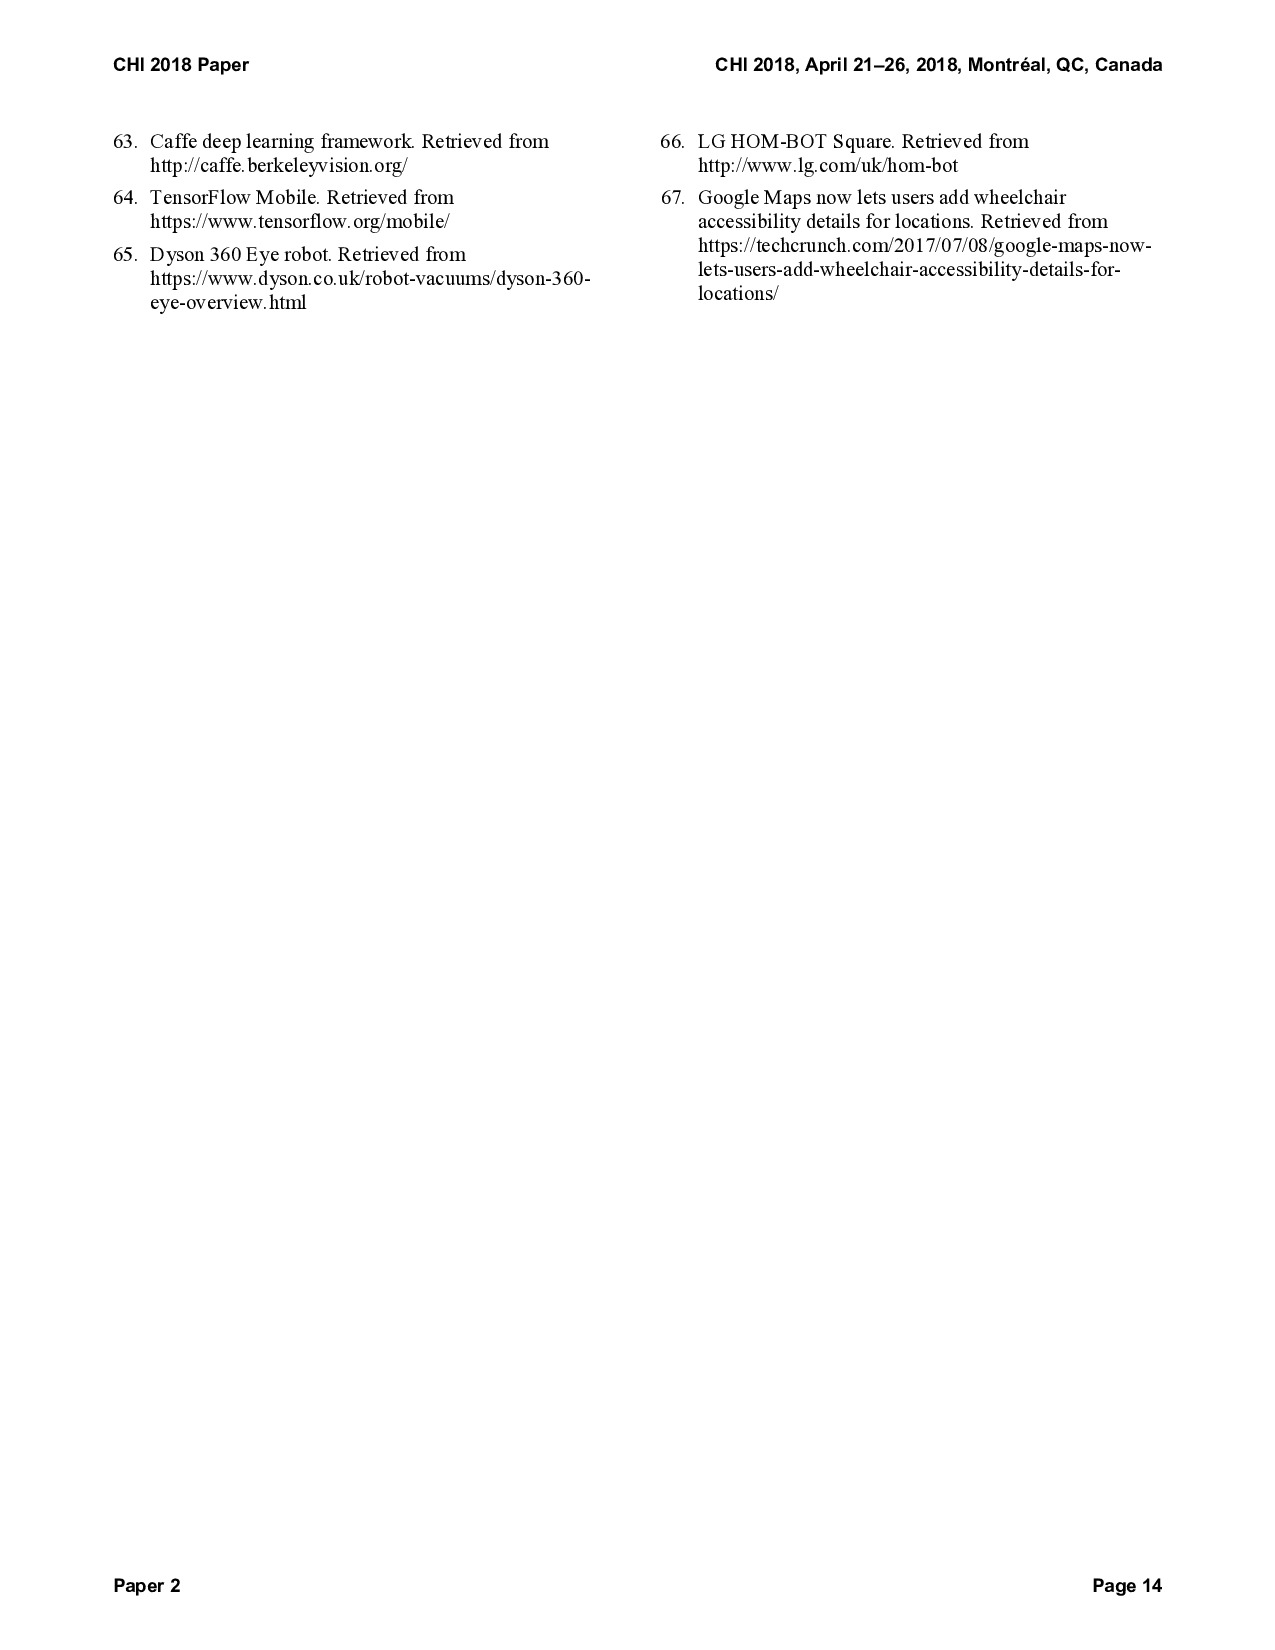 CHI 2018 Paper
CHI 2018, April 21–26, 2018, Montréal, QC, Canada
63. Caffe deep learning framework. Retrieved from
http://caffe.berkeleyvision.org/
64. TensorFlow Mobile. Retrieved from
https://www.tensorflow.org/mobile/
65. Dyson 360 Eye robot. Retrieved from
https://www.dyson.co.uk/robot-vacuums/dyson-360-
eye-overview.html
66. LG HOM-BOT Square. Retrieved from
http://www.lg.com/uk/hom-bot
67. Google Maps now lets users add wheelchair
accessibility details for locations. Retrieved from
https://techcrunch.com/2017/07/08/google-maps-now-
lets-users-add-wheelchair-accessibility-details-for-
locations/
Paper 2
Page 14